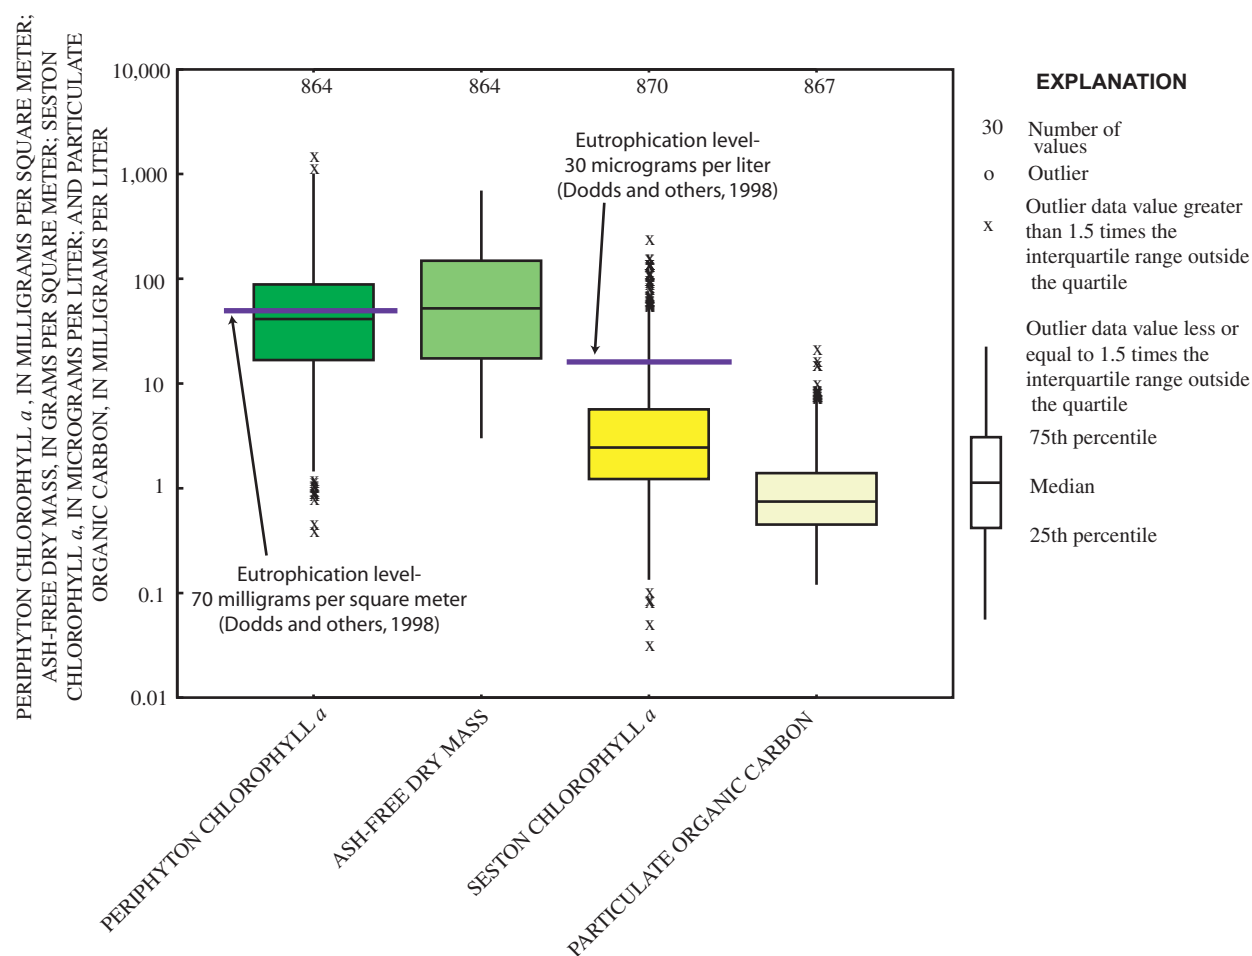 PERIPHYTON CHLOROPHYLL a , IN MILLIGRAMS PER SQUARE METER;
ASH-FREE DRY MASS, IN GRAMS PER SQUARE METER; SESTON
CHLOROPHYLL a, IN MICROGRAMS PER LITER; AND PARTICULATE
ORGANIC CARBON, IN MILLIGRAMS PER LITER
10,000
1,000
100
10
1
0.1
0.01
864
864
870
867
Eutrophication level-
30 micrograms per liter
(Dodds and others, 1998)
Eutrophication level-
70 milligrams per square meter
(Dodds and others, 1998)
PERIPHYTON CHLOROPHYLL a
ASH-FREE DRY MASS
SESTON CHLOROPHYLL a
PARTICULATE ORGANIC CARBON
EXPLANATION
30 Number of
values
o Outlier
Outlier data value greater
x than 1.5 times the
interquartile range outside
the quartile
Outlier data value less or
equal to 1.5 times the
interquartile range outside
the quartile
75th percentile
Median
25th percentile